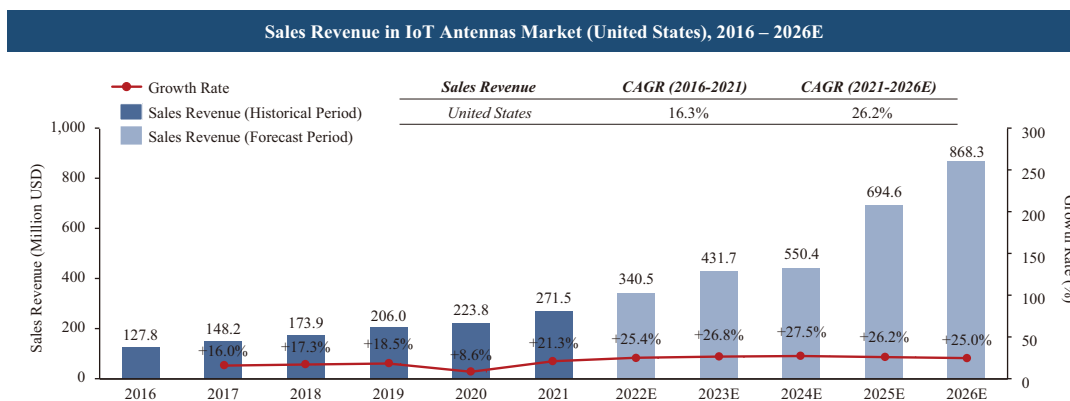 Sales Revenue in IoT Antennas Market (United States), 2016 – 2026E
Growth Rate
Sales Revenue (Historical Period)
Sales Revenue (Forecast Period)
Sales Revenue CAGR (2016-2021) CAGR (2021-2026E)
United States 16.3% 26.2%
Sales Revenue (Million USD)
1,000
800
600
400
200
0
127.8 148.2 173.9 206.0 223.8 271.5 340.5 431.7 550.4 694.6 868.3
+16.0% +17.3% +18.5% +8.6% +21.3% +25.4% +26.8% +27.5% +26.2% +25.0%
300
250
200
150
100
50
0
Growth Rate (%)
2016 2017 2018 2019 2020 2021 2022E 2023E 2024E 2025E 2026E